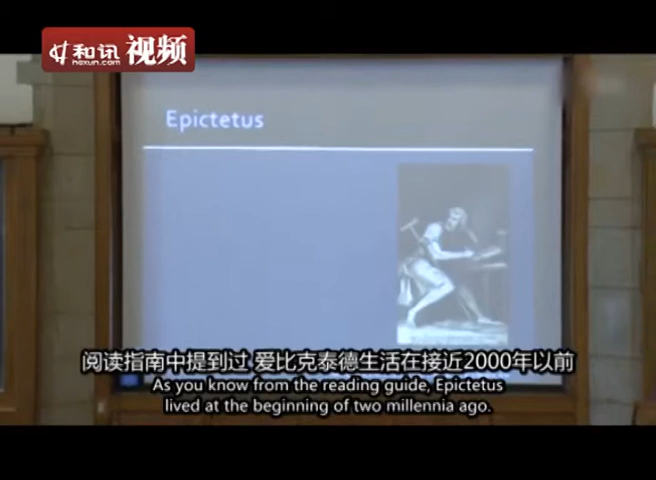 和讯 视频
hexun.com
Epictetus
阅读指南中提到过 爱比克泰德生活在接近2000年以前
As you know from the reading guide, Epictetus
lived at the beginning of two millennia ago.